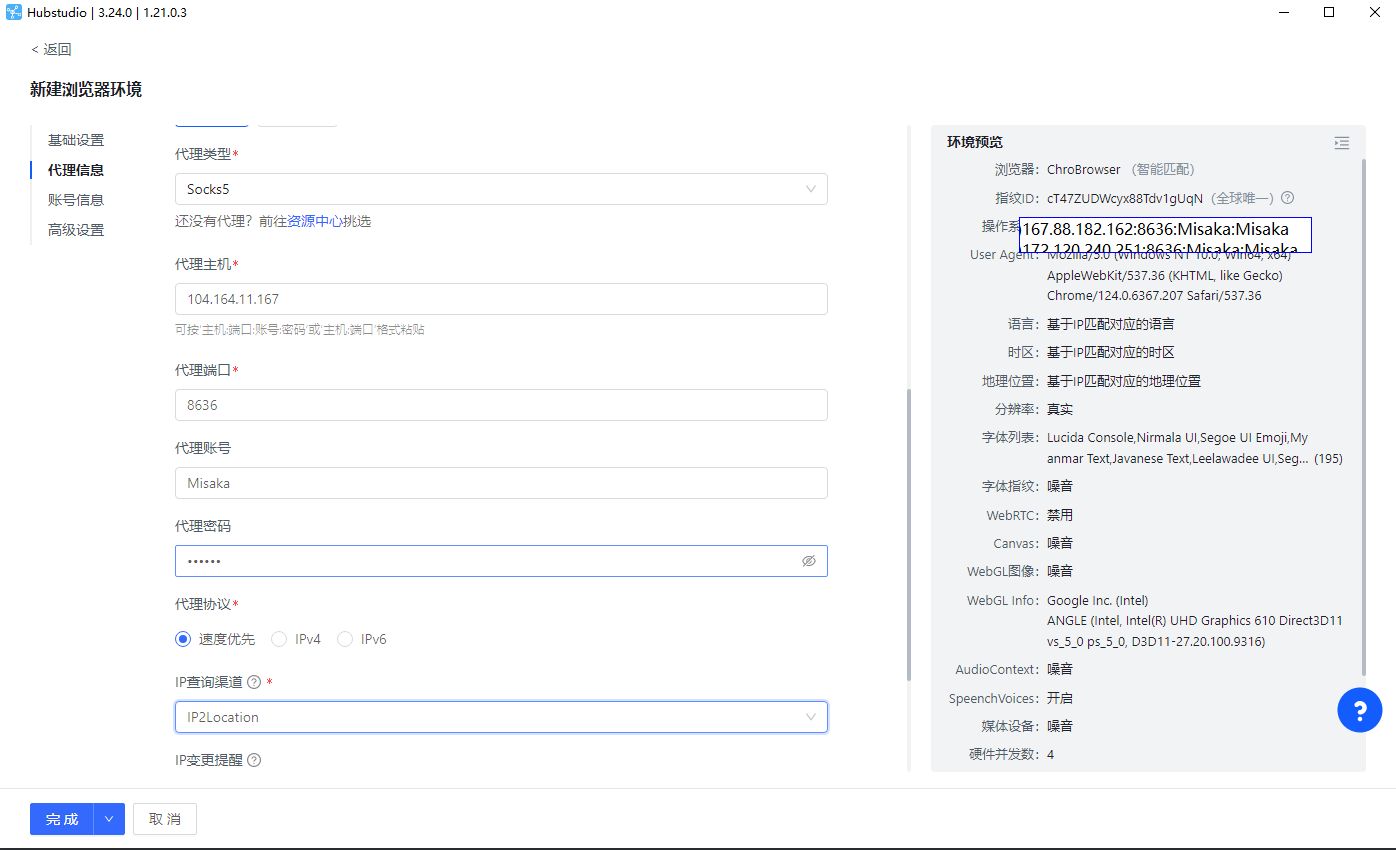 Hubstudio | 3.24.0 | 1.21.0.3
< 返回
新建浏览器环境
基础设置
代理信息
账号信息
高级设置
代理类型*
Socks5
还没有代理？前往资源中心挑选
代理主机*
104.164.11.167
可按'主机:端口:账号:密码'或'主机:端口'格式粘贴
代理端口*
8636
代理账号
Misaka
代理密码
••••••
代理协议*
速度优先 IPv4 IPv6
IP查询渠道 ? *
IP2Location
IP变更提醒 ?
完成
取消
环境预览
浏览器： ChroBrowser （智能匹配）
指纹ID： cT47ZUDWcyx88Tdv1gUqN （全球唯一） ?
操作系
167.88.182.162:8636:Misaka:Misaka
172.120.240.251:8636:Misaka:Misaka
User Agent： Mozilla/5.0 (Windows NT 10.0; Win64; x64)
AppleWebKit/537.36 (KHTML, like Gecko)
Chrome/124.0.6367.207 Safari/537.36
语言： 基于IP匹配对应的语言
时区： 基于IP匹配对应的时区
地理位置： 基于IP匹配对应的地理位置
分辨率： 真实
字体列表： Lucida Console,Nirmala UI,Segoe UI Emoji,My
anmar Text,Javanese Text,Leelawadee UI,Seg... (195)
字体指纹： 噪音
WebRTC： 禁用
Canvas： 噪音
WebGL图像： 噪音
WebGL Info： Google Inc. (Intel)
ANGLE (Intel, Intel(R) UHD Graphics 610 Direct3D11
vs_5_0 ps_5_0, D3D11-27.20.100.9316)
AudioContext： 噪音
SpeenchVoices： 开启
媒体设备： 噪音
硬件并发数： 4
?